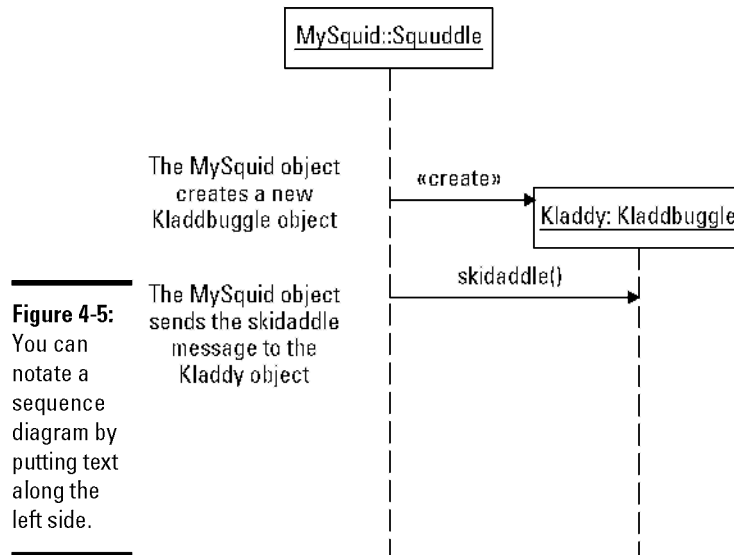 MySquid::Squuddle
The MySquid object
creates a new
Kladdbuggle object
«create»
Kladdy: Kladdbuggle
skidaddle()
The MySquid object
sends the skidaddle
message to the
Kladdy object
Figure 4-5:
You can
notate a
sequence
diagram by
putting text
along the
left side.